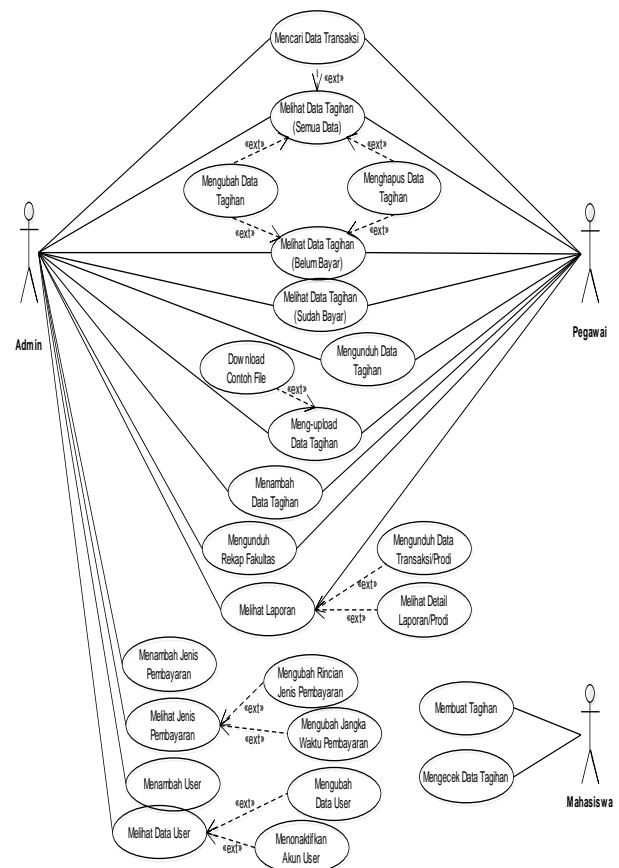 Mencari Data Transaksi
«ext»
Melihat Data Tagihan
(Semua Data)
«ext»
«ext»
Mengubah Data
Tagihan
Menghapus Data
Tagihan
«ext»
«ext»
Melihat Data Tagihan
(Belum Bayar)
Melihat Data Tagihan
(Sudah Bayar)
Admin
Pegawai
Mengunduh Data
Tagihan
Download
Contoh File
«ext»
Meng-upload
Data Tagihan
Menambah
Data Tagihan
Mengunduh
Rekap Fakultas
Mengunduh Data
Transaksi/Prodi
«ext»
Melihat Laporan
Melihat Detail
Laporan/Prodi
«ext»
Menambah Jenis
Pembayaran
Mengubah Rincian
Jenis Pembayaran
«ext»
Melihat Jenis
Pembayaran
Mengubah Jangka
Waktu Pembayaran
«ext»
Membuat Tagihan
Mengecek Data Tagihan
Mahasiswa
Menambah User
Mengubah
Data User
«ext»
Melihat Data User
Menonaktifkan
Akun User
«ext»